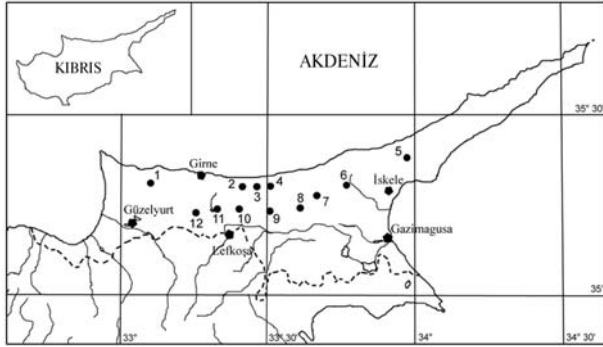 KIBRIS
AKDENİZ
35° 30'
5
Girne
1
2
3
4
6
İskele
7
8
9
10
11
12
Güzelyurt
Lefkoşa
Gazimagusa
35°
33°
33° 30'
34°
34° 30'